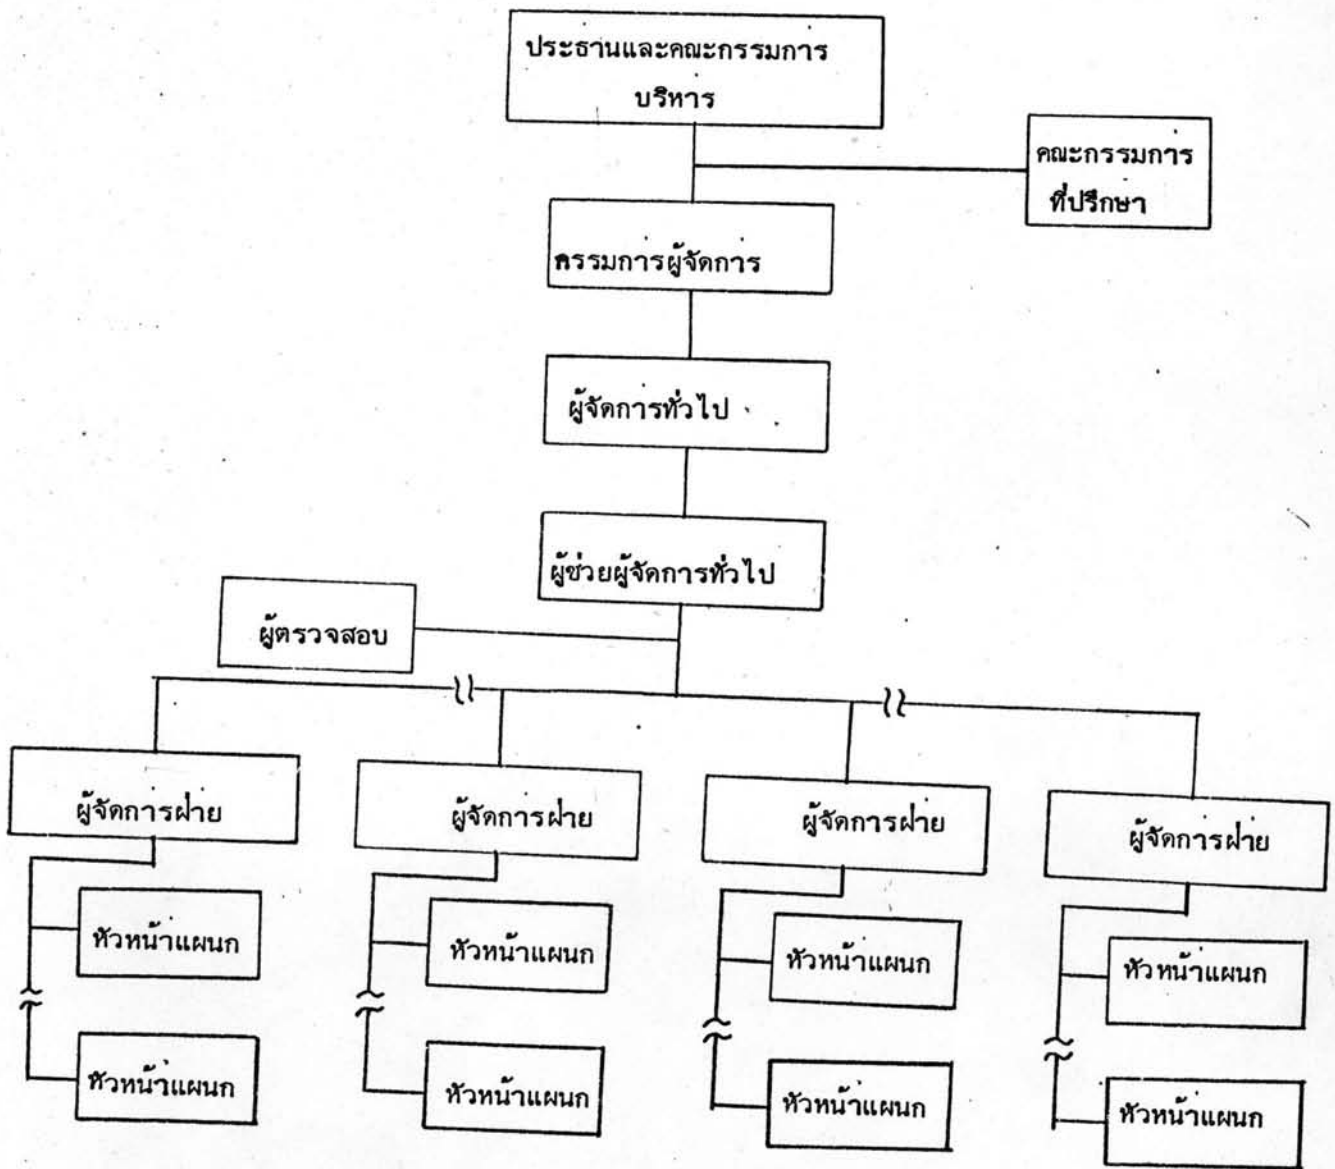 ประธานและคณะกรรมการ
บริหาร
คณะกรรมการ
ที่ปรึกษา
กรรมการผู้จัดการ
ผู้จัดการทั่วไป
ผู้ช่วยผู้จัดการทั่วไป
ผู้ตรวจสอบ
ผู้จัดการฝ่าย
ผู้จัดการฝ่าย
ผู้จัดการฝ่าย
ผู้จัดการฝ่าย
หัวหน้าแผนก
หัวหน้าแผนก
หัวหน้าแผนก
หัวหน้าแผนก
หัวหน้าแผนก
หัวหน้าแผนก
หัวหน้าแผนก
หัวหน้าแผนก